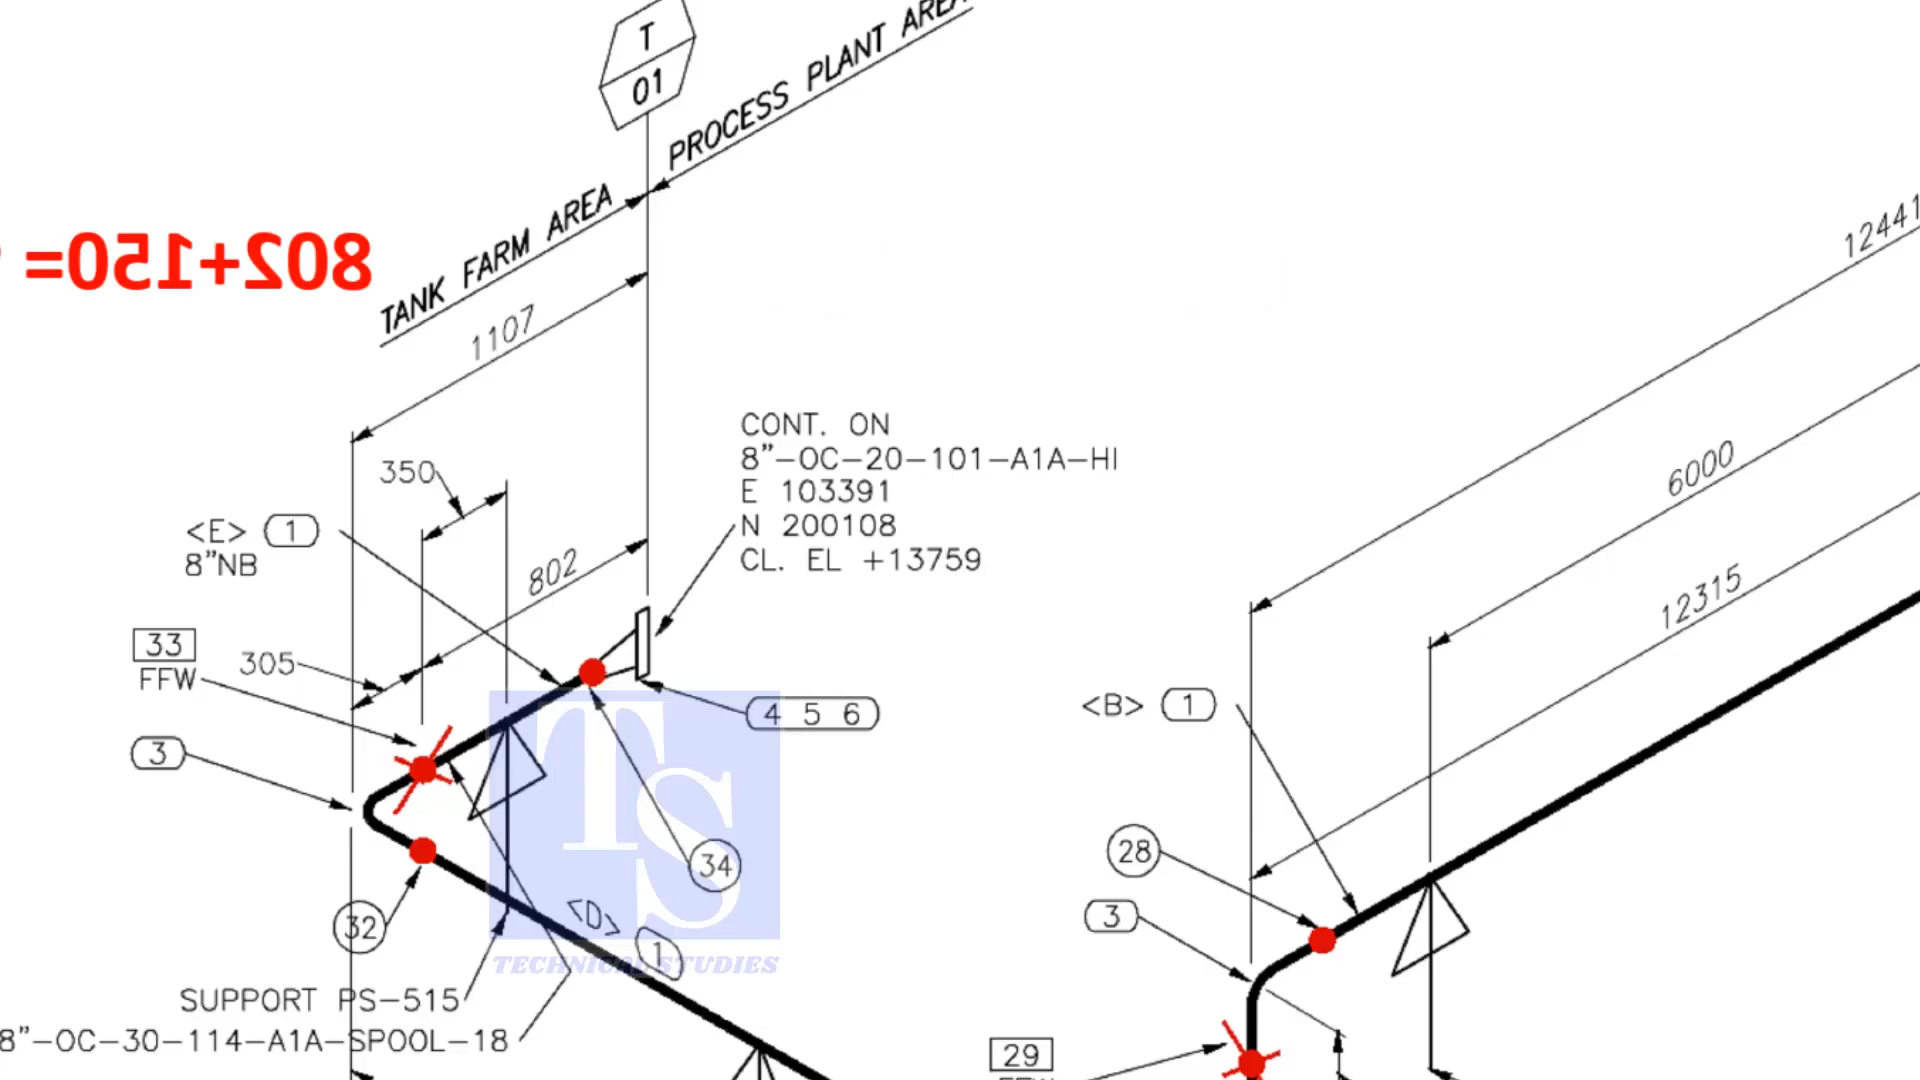 T
01
PROCESS PLANT AREA
TANK FARM AREA
802+150=
1107
12441
350
CONT. ON
8"-OC-20-101-A1A-HI
E 103391
N 200108
CL. EL +13759
6000
<E> 1
8"NB
802
12315
33
FFW
305
4 5 6
<B> 1
3
34
28
3
32
<D> 1
TS
TECHNICAL STUDIES
SUPPORT PS-515
8"-OC-30-114-A1A-SPOOL-18
29